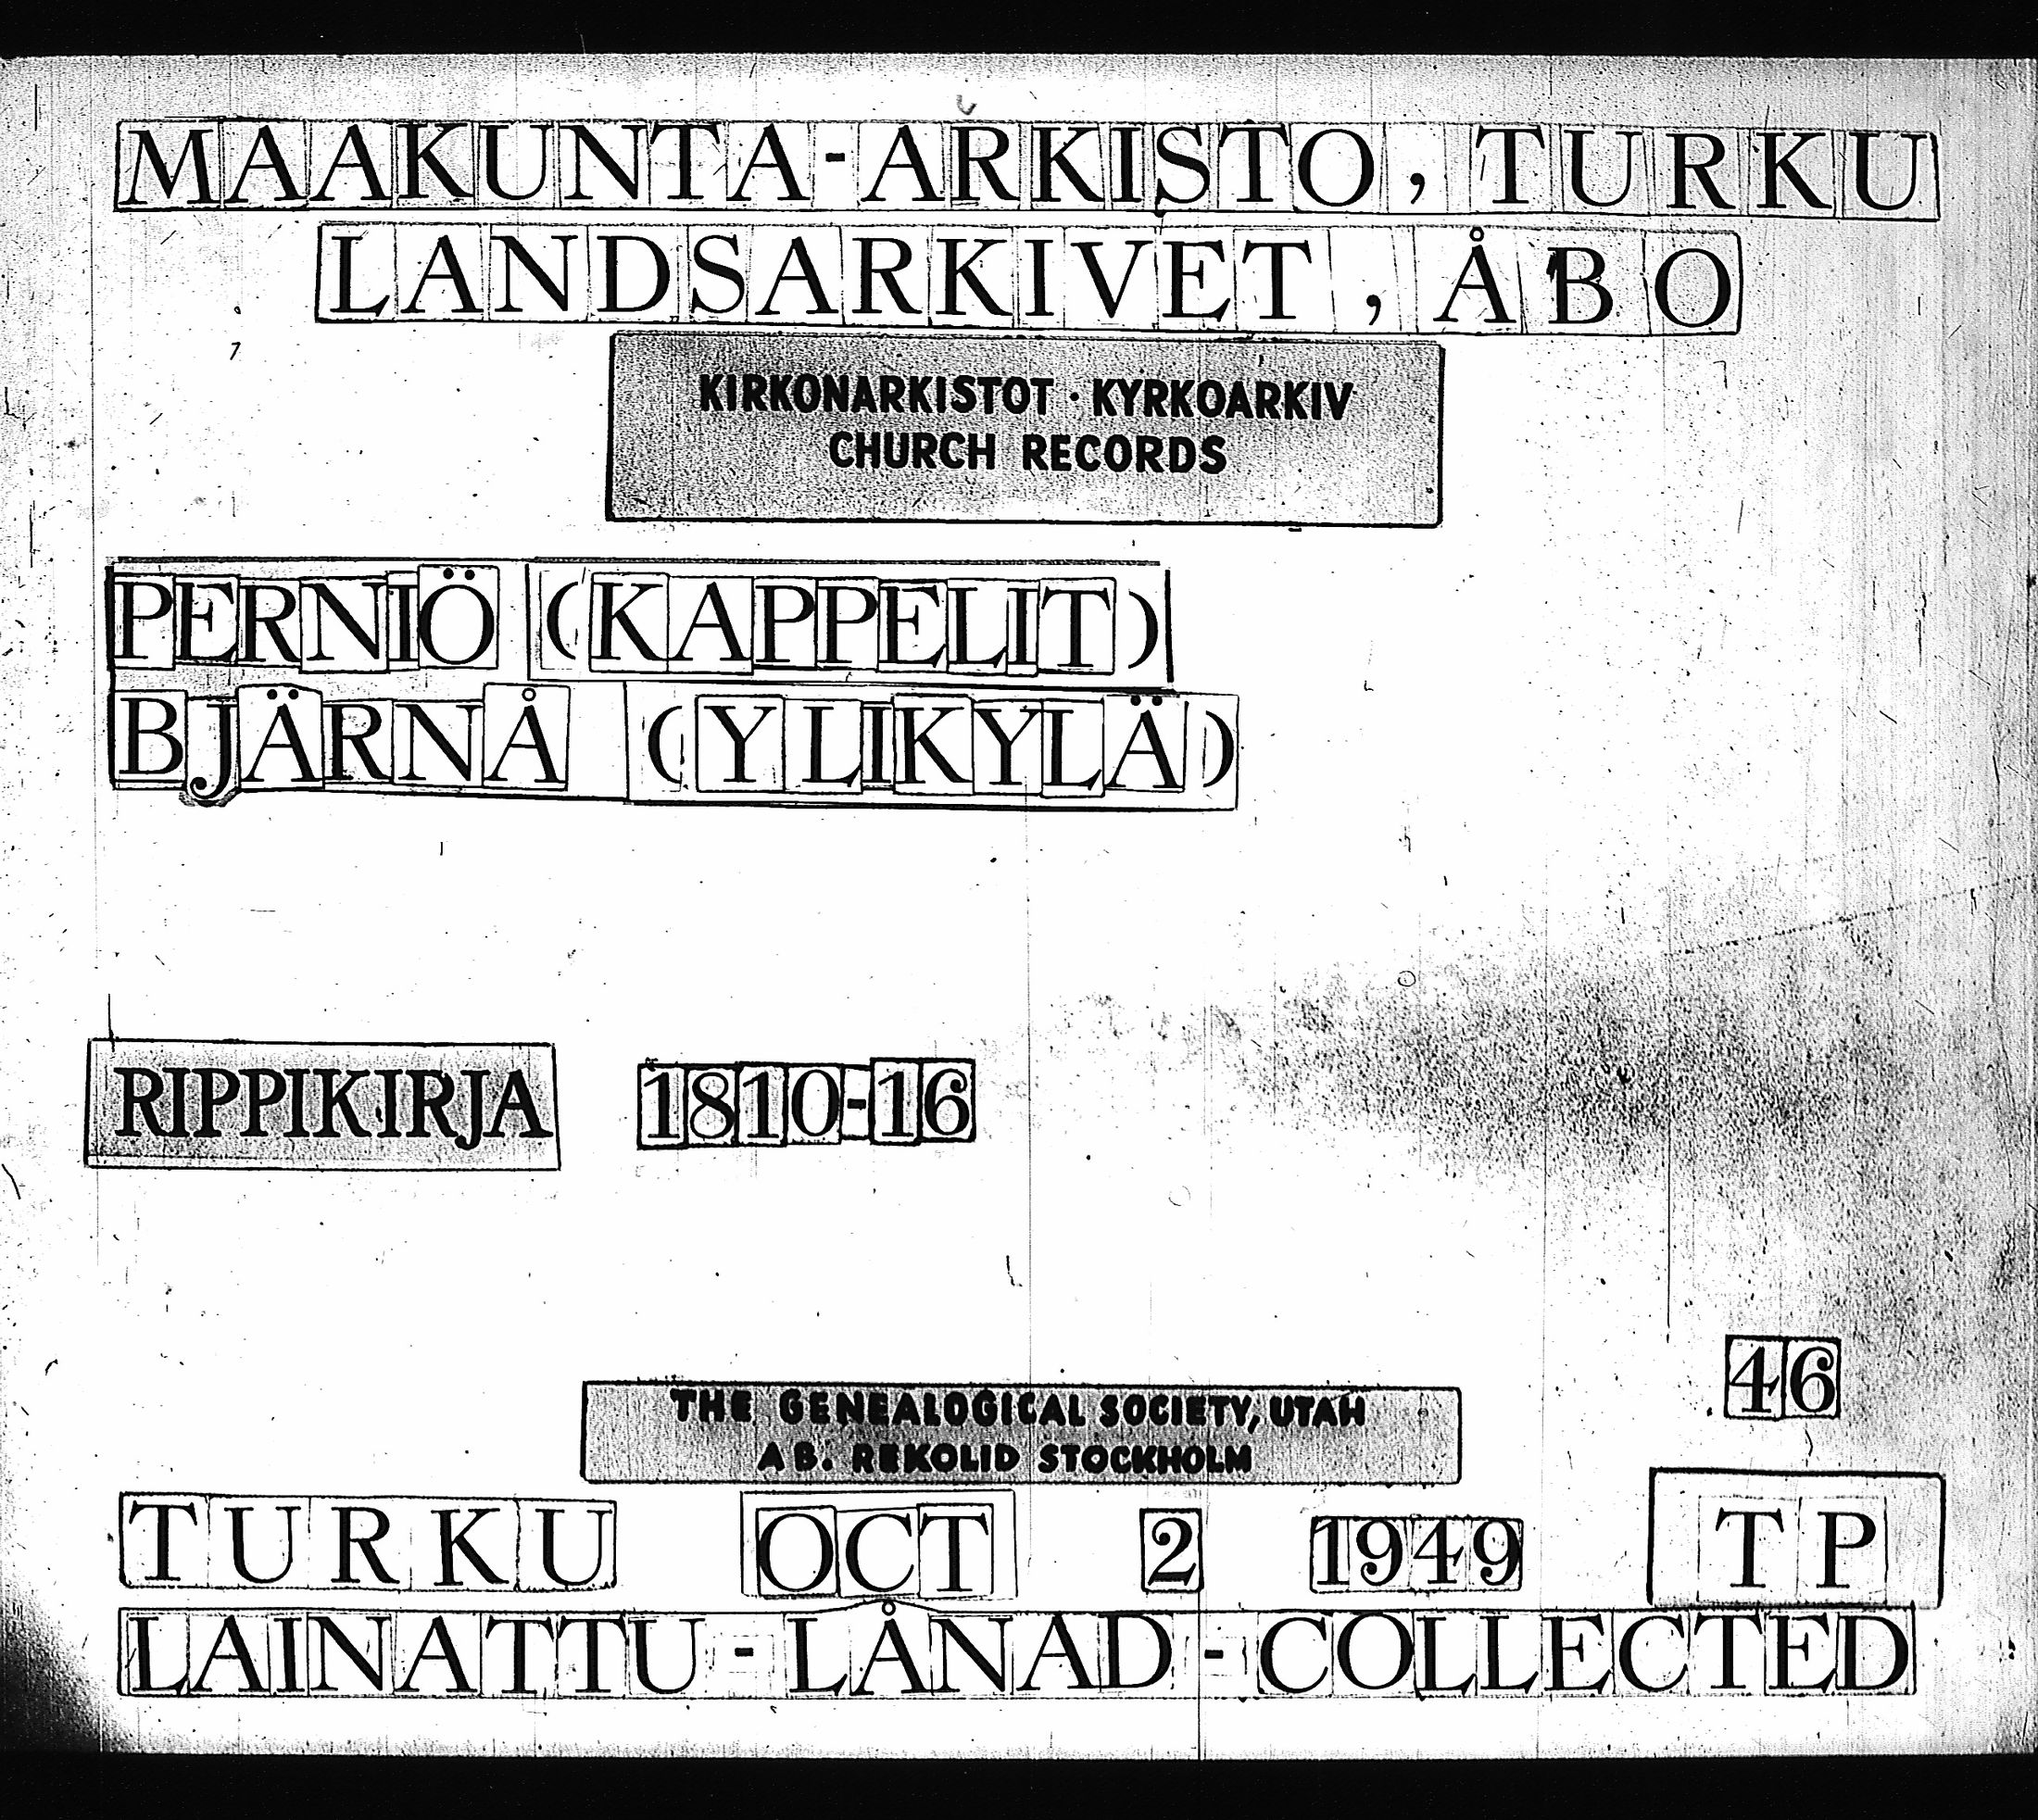 MAAKUNTA-ARKISTO, TURKU
LANDSARKIVET, ÅBO
KIRKONARKISTOT · KYRKOARKIV
CHURCH RECORDS
PERNIÖ (KAPPELIT)
BJÄRNÅ (YLIKYLÄ)
RIPPIKIRJA 1810-16
46
THE GENEALOGICAL SOCIETY, UTAH
AB. REKOLID STOCKHOLM
TURKU OCT 2 1949 TP
LAINATTU - LÅNAD - COLLECTED